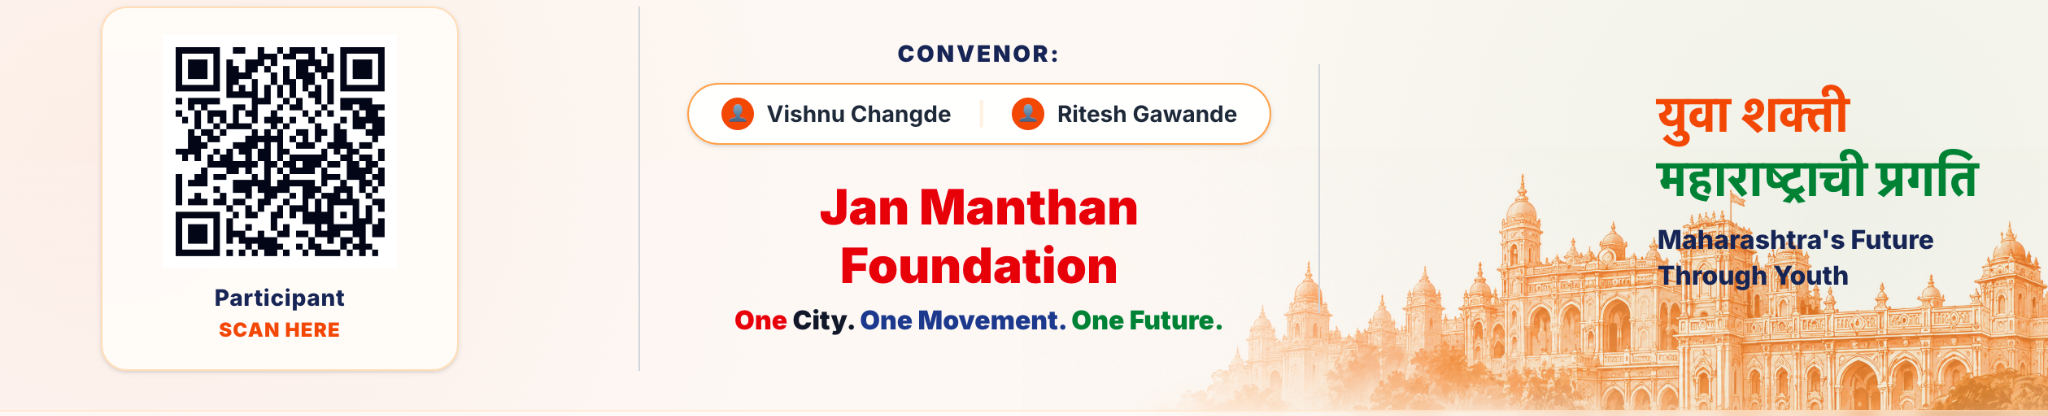 Participant
SCAN HERE
CONVENOR:
Vishnu Changde
Ritesh Gawande
Jan Manthan
Foundation
One City. One Movement. One Future.
युवा शक्ती
महाराष्ट्राची प्रगति
Maharashtra's Future
Through Youth